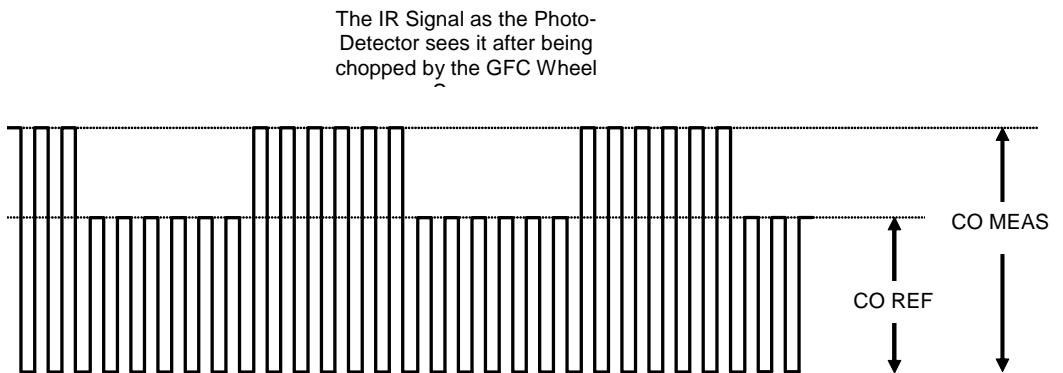 The IR Signal as the Photo-
Detector sees it after being
chopped by the GFC Wheel
CO MEAS
CO REF